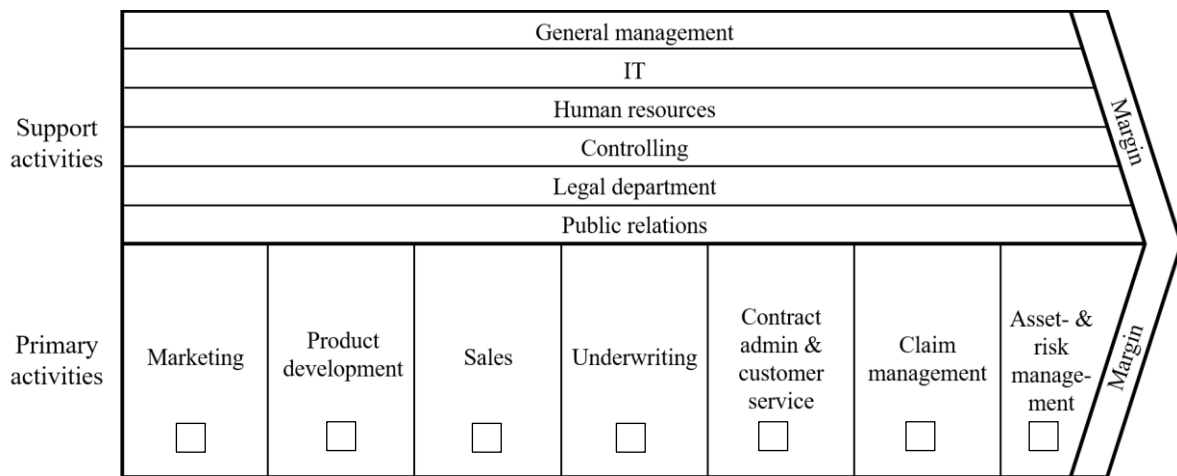 General management
IT
Human resources
Controlling
Legal department
Public relations
Support
activities
Margin
Primary
activities
Marketing
Product
development
Sales
Underwriting
Contract
admin &
customer
service
Claim
management
Asset- &
risk
manage-
ment
Margin